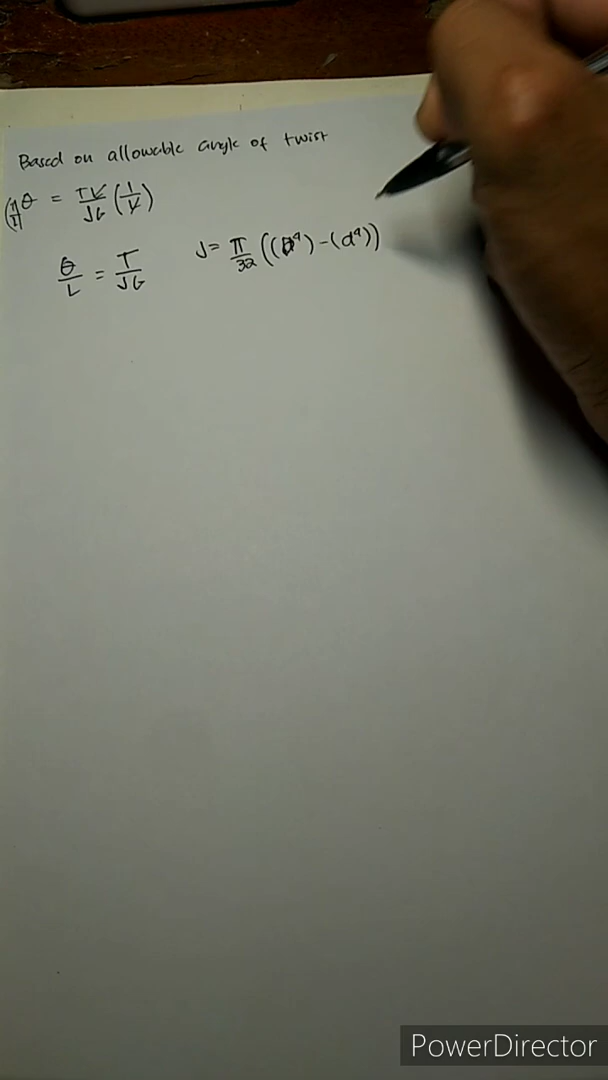 Based on allowable angle of twist
(1/L) θ = TL/JG (1/L)
θ/L = T/JG
J = π/32 ((D⁴) - (d⁴))
PowerDirector